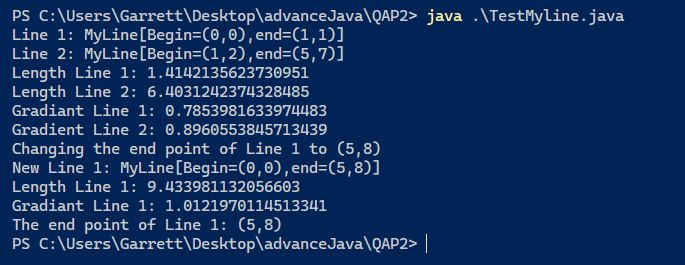 PS C:\Users\Garrett\Desktop\advanceJava\QAP2> java .\TestMyline.java
Line 1: MyLine[Begin=(0,0),end=(1,1)]
Line 2: MyLine[Begin=(1,2),end=(5,7)]
Length Line 1: 1.4142135623730951
Length Line 2: 6.4031242374328485
Gradiant Line 1: 0.7853981633974483
Gradient Line 2: 0.8960553845713439
Changing the end point of Line 1 to (5,8)
New Line 1: MyLine[Begin=(0,0),end=(5,8)]
Length Line 1: 9.433981132056603
Gradiant Line 1: 1.0121970114513341
The end point of Line 1: (5,8)
PS C:\Users\Garrett\Desktop\advanceJava\QAP2>